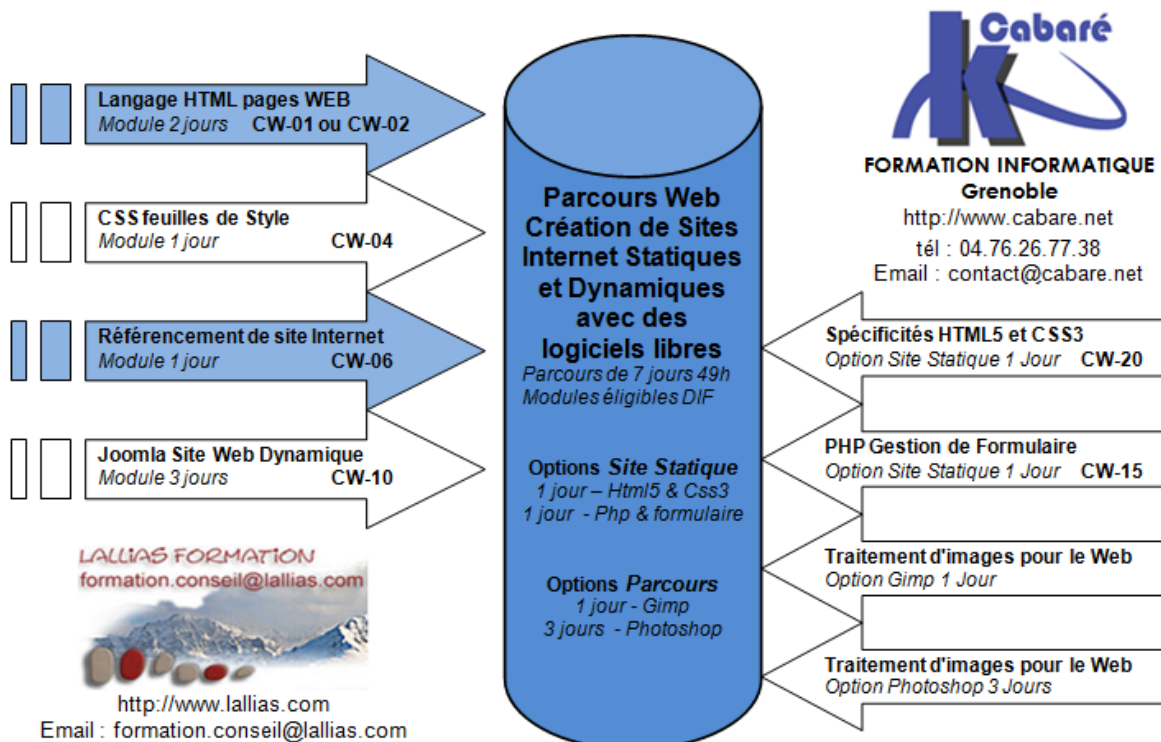 Langage HTML pages WEB
Module 2 jours CW-01 ou CW-02
CSS feuilles de Style
Module 1 jour CW-04
Référencement de site Internet
Module 1 jour CW-06
Joomla Site Web Dynamique
Module 3 jours CW-10
LALLIAS FORMATION
formation.conseil@lallias.com
http://www.lallias.com
Email : formation.conseil@lallias.com
Parcours Web
Création de Sites
Internet Statiques
et Dynamiques
avec des
logiciels libres
Parcours de 7 jours 49h
Modules éligibles DIF
Options Site Statique
1 jour – Html5 & Css3
1 jour - Php & formulaire
Options Parcours
1 jour - Gimp
3 jours - Photoshop
Cabaré
FORMATION INFORMATIQUE
Grenoble
http://www.cabare.net
tél : 04.76.26.77.38
Email : contact@cabare.net
Spécificités HTML5 et CSS3
Option Site Statique 1 Jour CW-20
PHP Gestion de Formulaire
Option Site Statique 1 Jour CW-15
Traitement d'images pour le Web
Option Gimp 1 Jour
Traitement d'images pour le Web
Option Photoshop 3 Jours